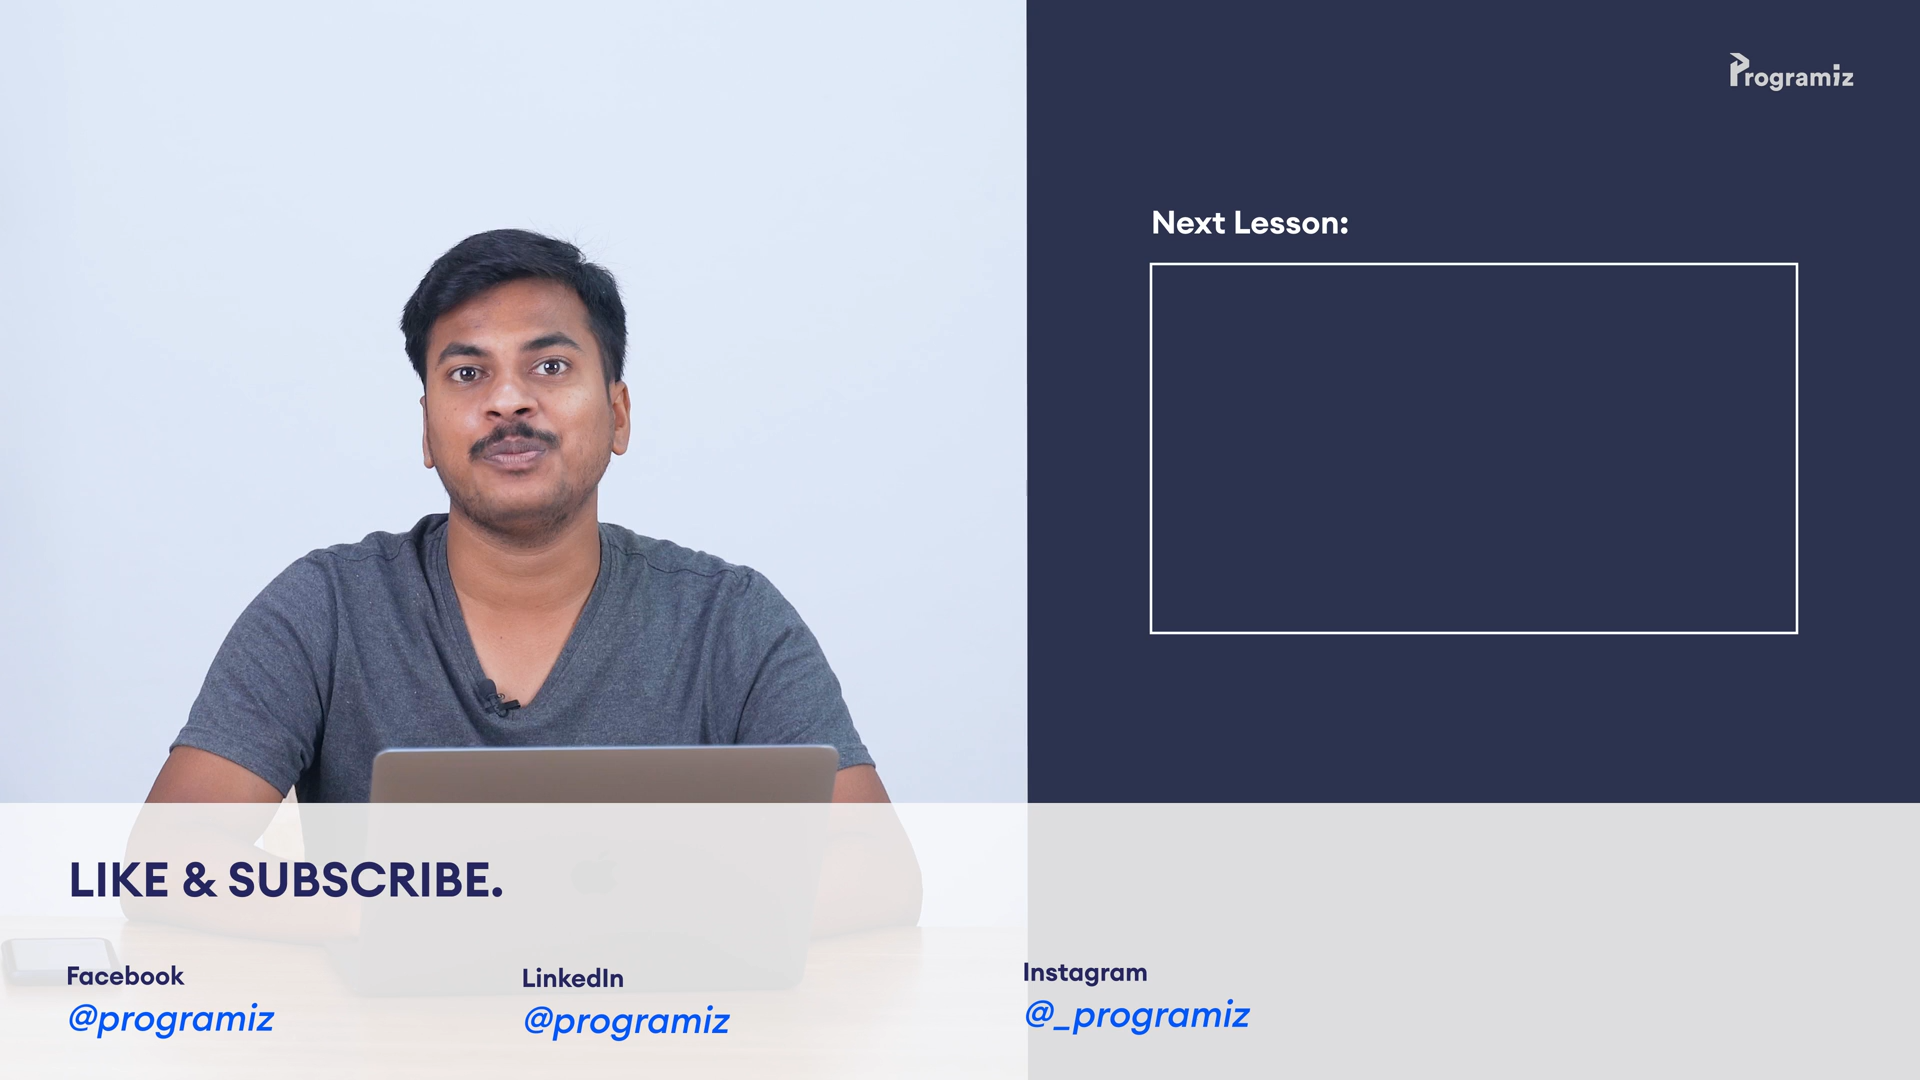 Programiz
Next Lesson:
LIKE & SUBSCRIBE.
Facebook
@programiz
LinkedIn
@programiz
Instagram
@_programiz